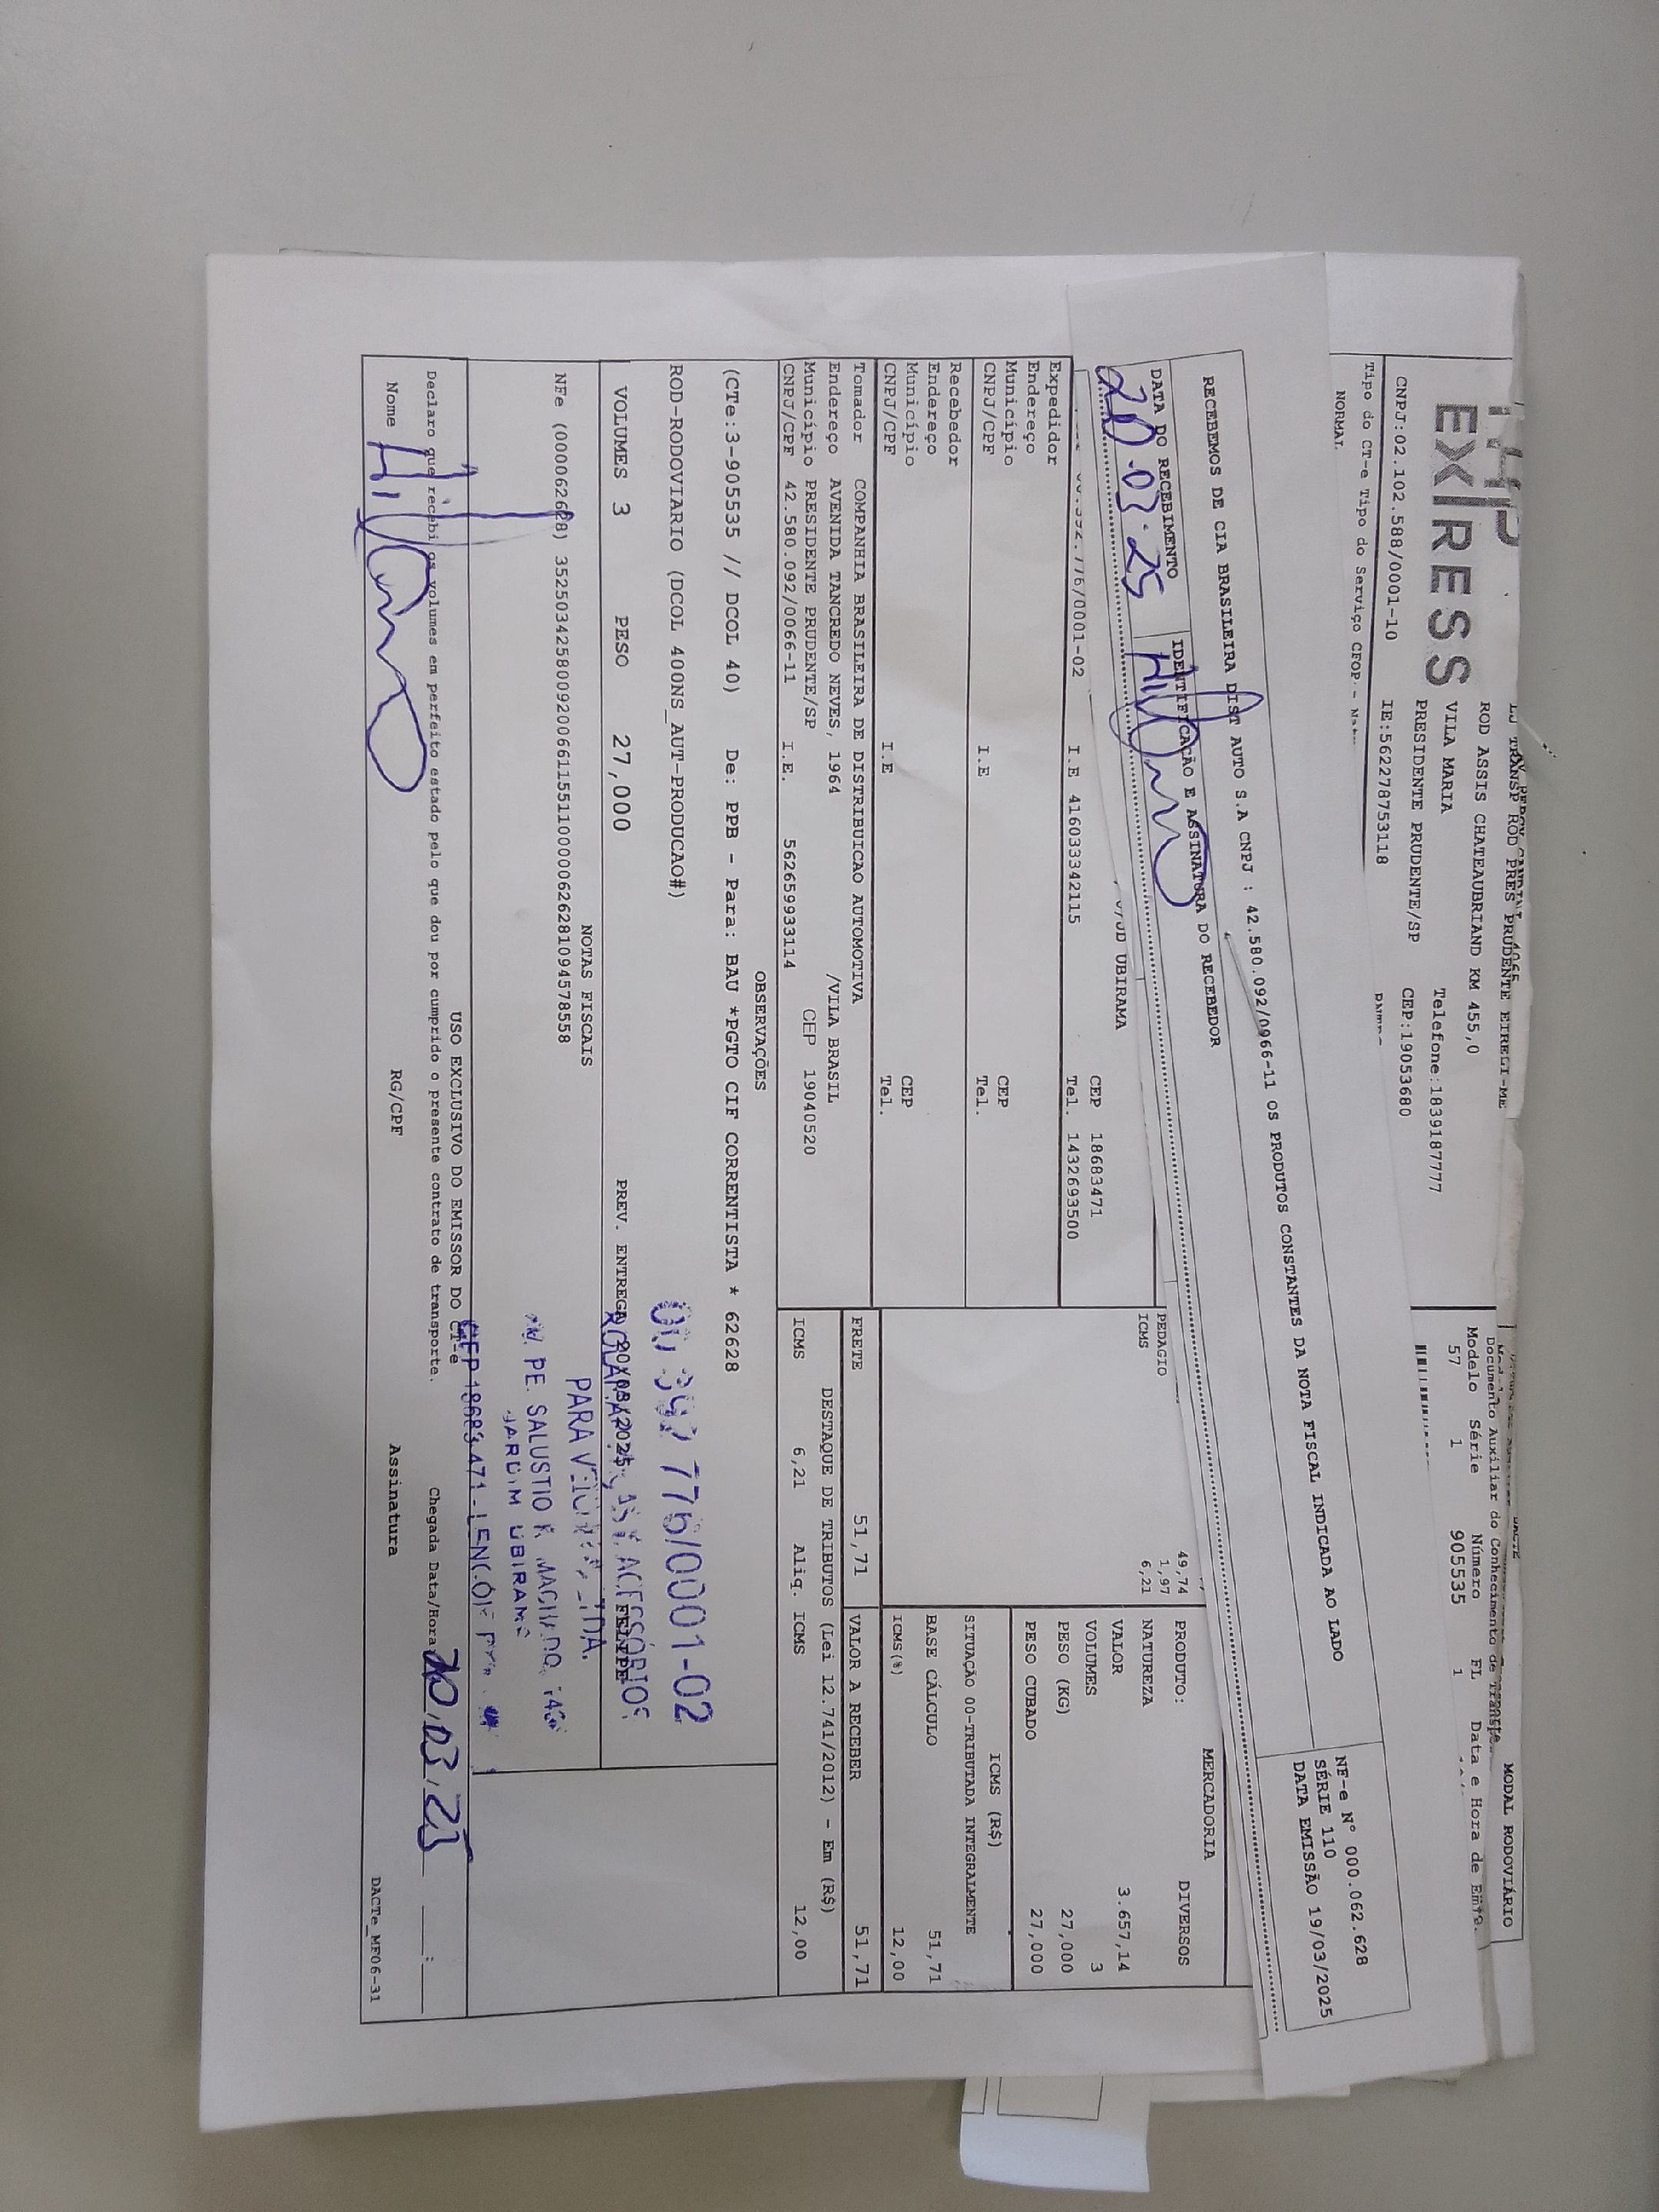 EXPRESS
CNPJ:02.102.588/0001-10
LJ TRANSP ROD PRES PRUDENTE EIRELI-ME
ROD ASSIS CHATEAUBRIAND KM 455,0
VILA MARIA
Telefone:1839187777
PRESIDENTE PRUDENTE/SP
CEP:19053680
IE:562278753118
MODAL RODOVIÁRIO
Documento Auxiliar do Conhecimento de Transporte
Modelo Série Número FL Data e Hora de
57 1 905535 1
Tipo do CT-e Tipo do Serviço CFOP -
NORMAL
RECEBEMOS DE CIA BRASILEIRA DIST AUTO S.A CNPJ : 42.580.092/0066-11 OS PRODUTOS CONSTANTES DA NOTA FISCAL INDICADA AO LADO
NF-e Nº 000.062.628
SÉRIE 110
DATA EMISSÃO 19/03/2025
DATA DO RECEBIMENTO
IDENTIFICAÇÃO E ASSINATURA DO RECEBEDOR
20.03.25
UBIRAMA
CEP 18683471
/0001-02 I.E 416033342115 Tel. 1432693500
Expedidor
Endereço
Município CEP
CNPJ/CPF I.E Tel.
Recebedor
Endereço
Município CEP
CNPJ/CPF I.E Tel.
Tomador COMPANHIA BRASILEIRA DE DISTRIBUICAO AUTOMOTIVA
Endereço AVENIDA TANCREDO NEVES, 1964 /VILA BRASIL
Município PRESIDENTE PRUDENTE/SP CEP 19040520
CNPJ/CPF 42.580.092/0066-11 I.E. 562659933114
PEDAGIO
ICMS
49,74
1,97
6,21
MERCADORIA
PRODUTO: DIVERSOS
NATUREZA
VALOR 3.657,14
VOLUMES 3
PESO (KG) 27,000
PESO CUBADO 27,000
ICMS (R$)
SITUAÇÃO 00-TRIBUTADA INTEGRALMENTE
BASE CÁLCULO 51,71
ICMS(%) 12,00
FRETE 51,71 VALOR A RECEBER 51,71
DESTAQUE DE TRIBUTOS (Lei 12.741/2012) - Em (R$)
ICMS 6,21 Aliq. ICMS 12,00
OBSERVAÇÕES
(CTe:3-905535 // DCOL 40) De: PPB - Para: BAU *PGTO CIF CORRENTISTA * 62628
ROD-RODOVIARIO (DCOL 400NS_AUT-PRODUCAO#)
776/0001-02
VOLUMES 3 PESO 27,000 PREV. ENTREGA 20/03/2025 FELIPPE
ACESSÓRIOS
PARA VEICULOS LTDA.
PE. SALUSTIO R. MACHADO,
JARDIM UBIRAMA
CEP 18683-471 - LENÇÓIS
NOTAS FISCAIS
NFe (000062628) 35250342580092006611551100000626281094578558
USO EXCLUSIVO DO EMISSOR DO CT-e
Declaro que recebi os volumes em perfeito estado pelo que dou por cumprido o presente contrato de transporte. Chegada Data/Hora 20/03/25 :
Nome RG/CPF Assinatura
DACTe_MF06-31